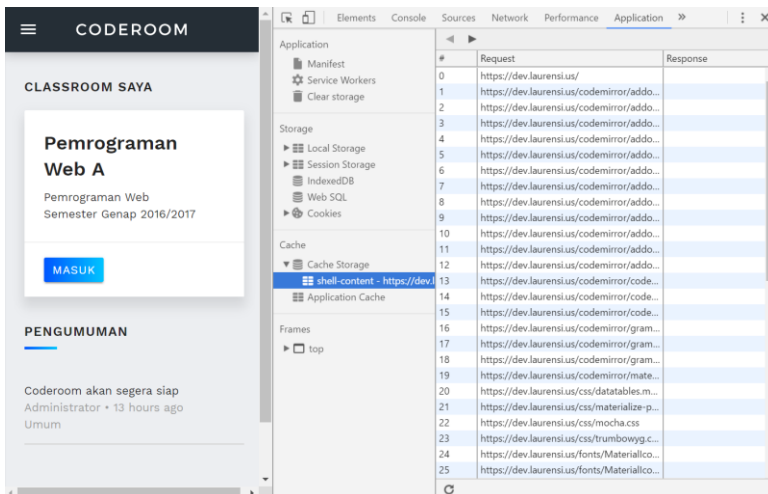 CODEROOM
CLASSROOM SAYA
Pemrograman
Web A
Pemrograman Web
Semester Genap 2016/2017
MASUK
PENGUMUMAN
Coderoom akan segera siap
Administrator • 13 hours ago
Umum
Elements Console Sources Network Performance Application »
Application
Manifest
Service Workers
Clear storage
Storage
Local Storage
Session Storage
IndexedDB
Web SQL
Cookies
Cache
Cache Storage
shell-content - https://dev.l
Application Cache
Frames
top
# Request Response
0 https://dev.laurensi.us/
1 https://dev.laurensi.us/codemirror/addo...
2 https://dev.laurensi.us/codemirror/addo...
3 https://dev.laurensi.us/codemirror/addo...
4 https://dev.laurensi.us/codemirror/addo...
5 https://dev.laurensi.us/codemirror/addo...
6 https://dev.laurensi.us/codemirror/addo...
7 https://dev.laurensi.us/codemirror/addo...
8 https://dev.laurensi.us/codemirror/addo...
9 https://dev.laurensi.us/codemirror/addo...
10 https://dev.laurensi.us/codemirror/addo...
11 https://dev.laurensi.us/codemirror/addo...
12 https://dev.laurensi.us/codemirror/addo...
13 https://dev.laurensi.us/codemirror/code...
14 https://dev.laurensi.us/codemirror/code...
15 https://dev.laurensi.us/codemirror/code...
16 https://dev.laurensi.us/codemirror/gram...
17 https://dev.laurensi.us/codemirror/gram...
18 https://dev.laurensi.us/codemirror/gram...
19 https://dev.laurensi.us/codemirror/mate...
20 https://dev.laurensi.us/css/datatables.m...
21 https://dev.laurensi.us/css/materialize-p...
22 https://dev.laurensi.us/css/mocha.css
23 https://dev.laurensi.us/css/trumbowyg.c...
24 https://dev.laurensi.us/fonts/MaterialIco...
25 https://dev.laurensi.us/fonts/MaterialIco...